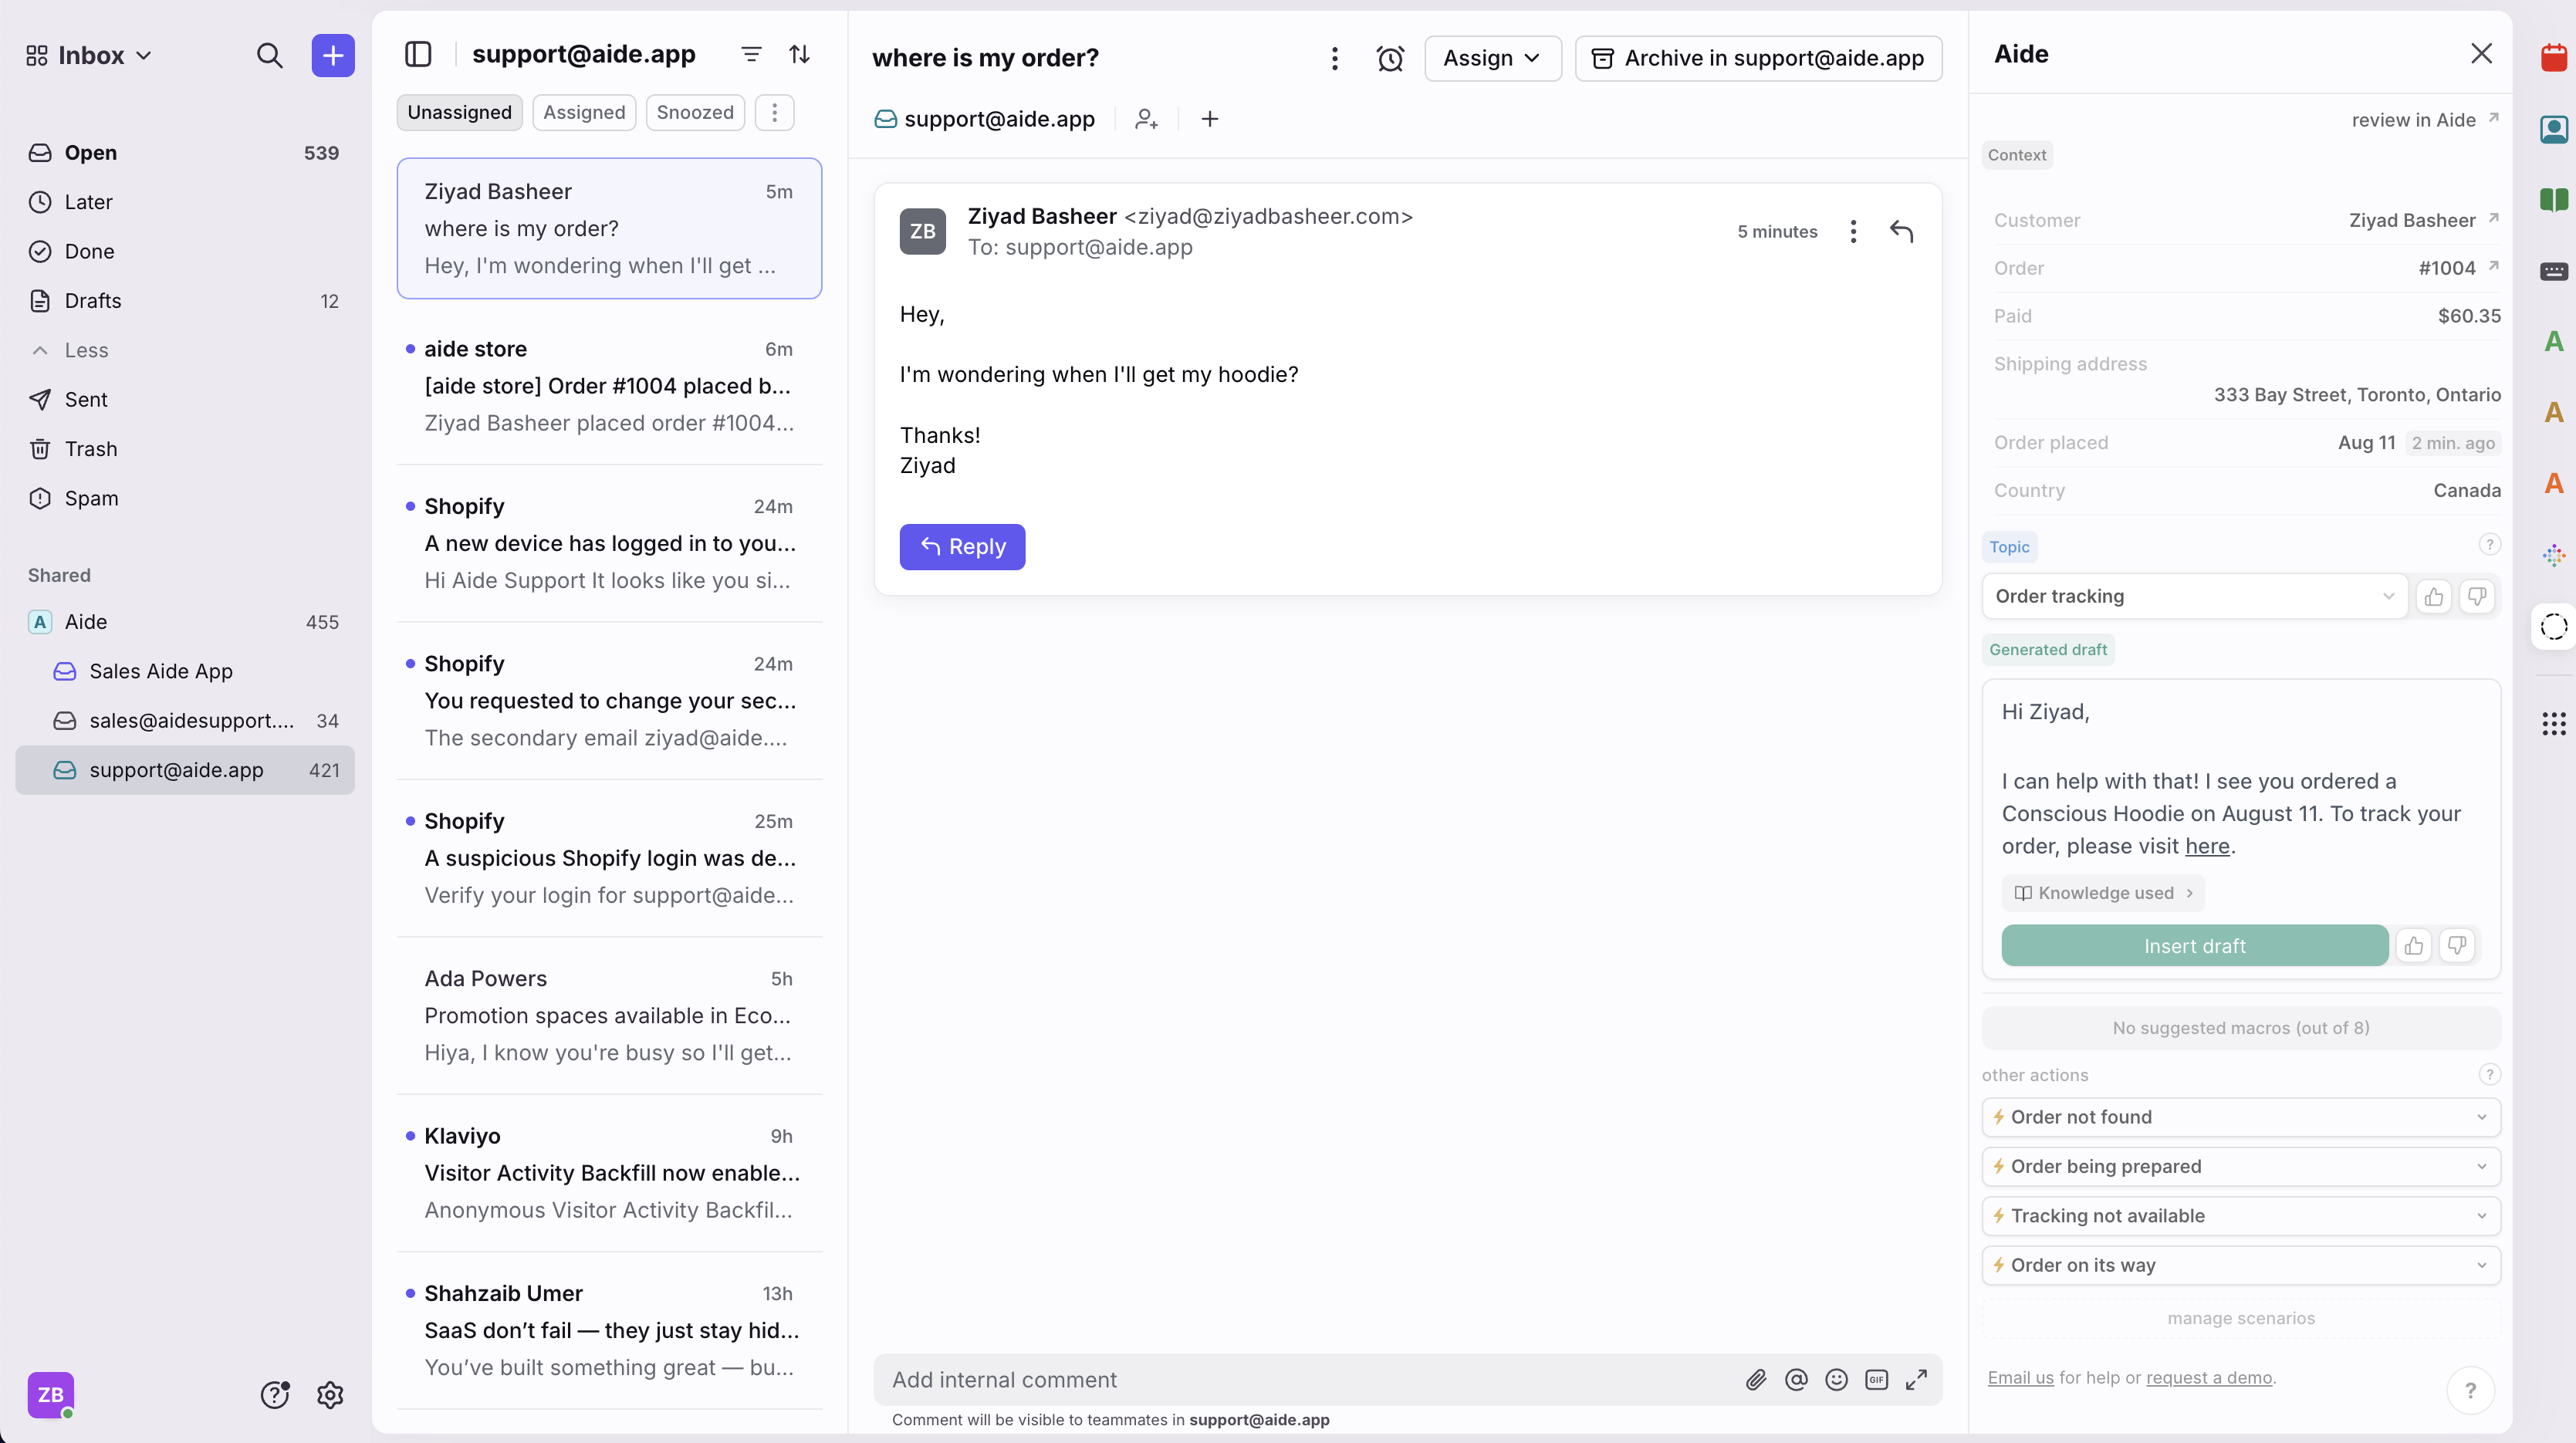 Inbox
Open 539
Later
Done
Drafts 12
Less
Sent
Trash
Spam
Shared
A Aide 455
Sales Aide App
sales@aidesupport.... 34
support@aide.app 421
ZB
support@aide.app
Unassigned Assigned Snoozed
Ziyad Basheer 5m
where is my order?
Hey, I'm wondering when I'll get ...
aide store 6m
[aide store] Order #1004 placed b...
Ziyad Basheer placed order #1004...
Shopify 24m
A new device has logged in to you...
Hi Aide Support It looks like you si...
Shopify 24m
You requested to change your sec...
The secondary email ziyad@aide....
Shopify 25m
A suspicious Shopify login was de...
Verify your login for support@aide...
Ada Powers 5h
Promotion spaces available in Eco...
Hiya, I know you're busy so I'll get...
Klaviyo 9h
Visitor Activity Backfill now enable...
Anonymous Visitor Activity Backfil...
Shahzaib Umer 13h
SaaS don’t fail — they just stay hid...
You’ve built something great — bu...
where is my order?
Assign
Archive in support@aide.app
support@aide.app
ZB
Ziyad Basheer <ziyad@ziyadbasheer.com>
To: support@aide.app
5 minutes
Hey,
I'm wondering when I'll get my hoodie?
Thanks!
Ziyad
Reply
Add internal comment
GIF
Comment will be visible to teammates in support@aide.app
Aide
review in Aide
Context
Customer Ziyad Basheer
Order #1004
Paid $60.35
Shipping address
333 Bay Street, Toronto, Ontario
Order placed Aug 11 2 min. ago
Country Canada
Topic ?
Order tracking
Generated draft
Hi Ziyad,
I can help with that! I see you ordered a
Conscious Hoodie on August 11. To track your
order, please visit here.
Knowledge used
Insert draft
No suggested macros (out of 8)
other actions ?
Order not found
Order being prepared
Tracking not available
Order on its way
manage scenarios
Email us for help or request a demo.
?
A
A
A